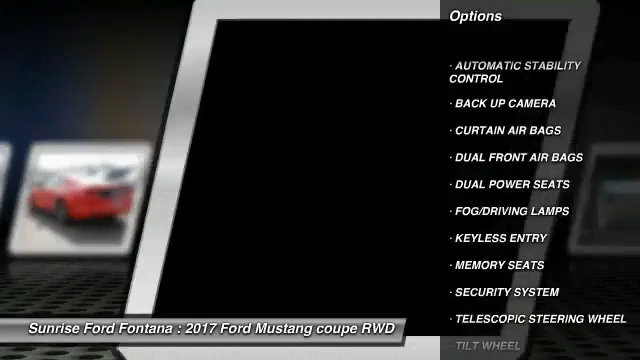 Options
· AUTOMATIC STABILITY
CONTROL
· BACK UP CAMERA
· CURTAIN AIR BAGS
· DUAL FRONT AIR BAGS
· DUAL POWER SEATS
· FOG/DRIVING LAMPS
· KEYLESS ENTRY
· MEMORY SEATS
· SECURITY SYSTEM
· TELESCOPIC STEERING WHEEL
· TILT WHEEL
Sunrise Ford Fontana : 2017 Ford Mustang coupe RWD